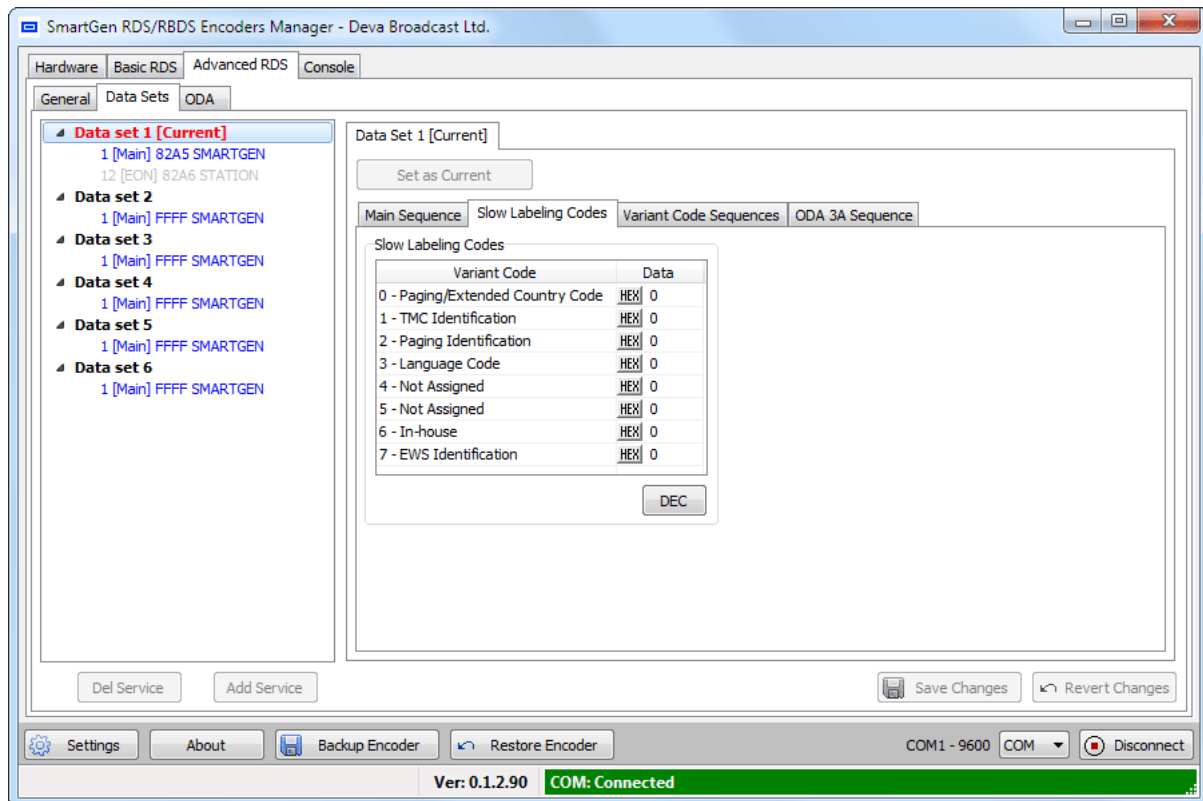 SmartGen RDS/RBDS Encoders Manager - Deva Broadcast Ltd.
Hardware Basic RDS Advanced RDS Console
General Data Sets ODA
Data set 1 [Current]
1 [Main] 82A5 SMARTGEN
12 [EON] 82A6 STATION
Data set 2
1 [Main] FFFF SMARTGEN
Data set 3
1 [Main] FFFF SMARTGEN
Data set 4
1 [Main] FFFF SMARTGEN
Data set 5
1 [Main] FFFF SMARTGEN
Data set 6
1 [Main] FFFF SMARTGEN
Data Set 1 [Current]
Set as Current
Main Sequence Slow Labeling Codes Variant Code Sequences ODA 3A Sequence
Slow Labeling Codes
Variant Code Data
0 - Paging/Extended Country Code HEX 0
1 - TMC Identification HEX 0
2 - Paging Identification HEX 0
3 - Language Code HEX 0
4 - Not Assigned HEX 0
5 - Not Assigned HEX 0
6 - In-house HEX 0
7 - EWS Identification HEX 0
DEC
Del Service Add Service Save Changes Revert Changes
Settings About Backup Encoder Restore Encoder COM1 - 9600 COM Disconnect
Ver: 0.1.2.90 COM: Connected